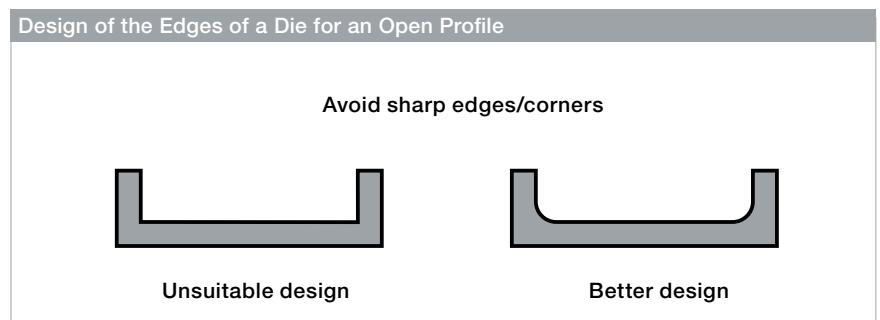 Design of the Edges of a Die for an Open Profile
Avoid sharp edges/corners
Unsuitable design
Better design